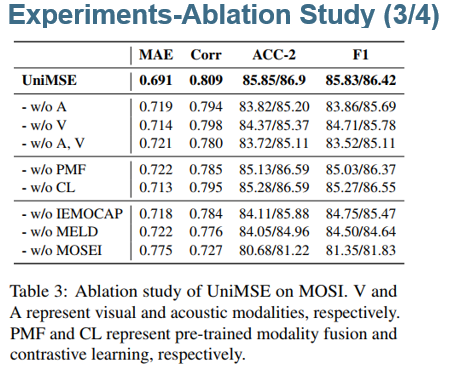 Experiments-Ablation Study (3/4)
MAE Corr ACC-2 F1
UniMSE 0.691 0.809 85.85/86.9 85.83/86.42
- w/o A 0.719 0.794 83.82/85.20 83.86/85.69
- w/o V 0.714 0.798 84.37/85.37 84.71/85.78
- w/o A, V 0.721 0.780 83.72/85.11 83.52/85.11
- w/o PMF 0.722 0.785 85.13/86.59 85.03/86.37
- w/o CL 0.713 0.795 85.28/86.59 85.27/86.55
- w/o IEMOCAP 0.718 0.784 84.11/85.88 84.75/85.47
- w/o MELD 0.722 0.776 84.05/84.96 84.50/84.64
- w/o MOSEI 0.775 0.727 80.68/81.22 81.35/81.83
Table 3: Ablation study of UniMSE on MOSI. V and
A represent visual and acoustic modalities, respectively.
PMF and CL represent pre-trained modality fusion and
contrastive learning, respectively.